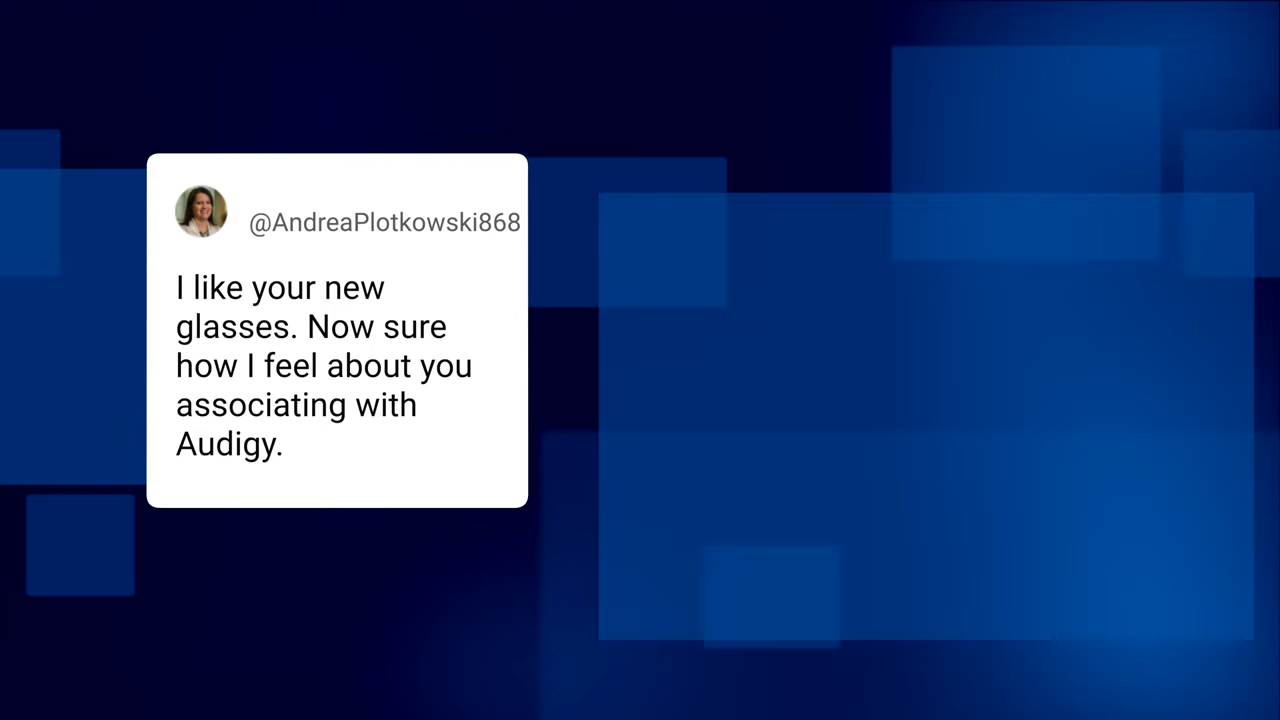 @AndreaPlotkowski868
I like your new
glasses. Now sure
how I feel about you
associating with
Audigy.